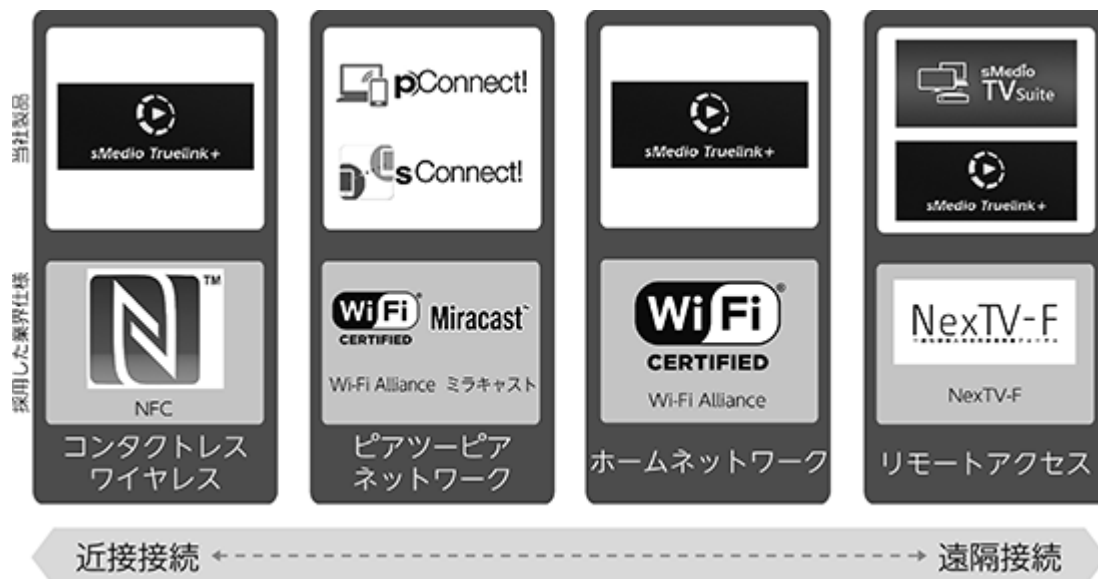 当社製品
採用した業界仕様
sMedio Truelink+
NFC
コンタクトレス
ワイヤレス
pConnect!
sConnect!
Wi Fi
CERTIFIED
Miracast
Wi-Fi Alliance ミラキャスト
ピアツーピア
ネットワーク
sMedio Truelink+
Wi Fi
CERTIFIED
Wi-Fi Alliance
ホームネットワーク
sMedio
TV Suite
sMedio Truelink+
NexTV-F
NexTV-F
リモートアクセス
近接接続
遠隔接続